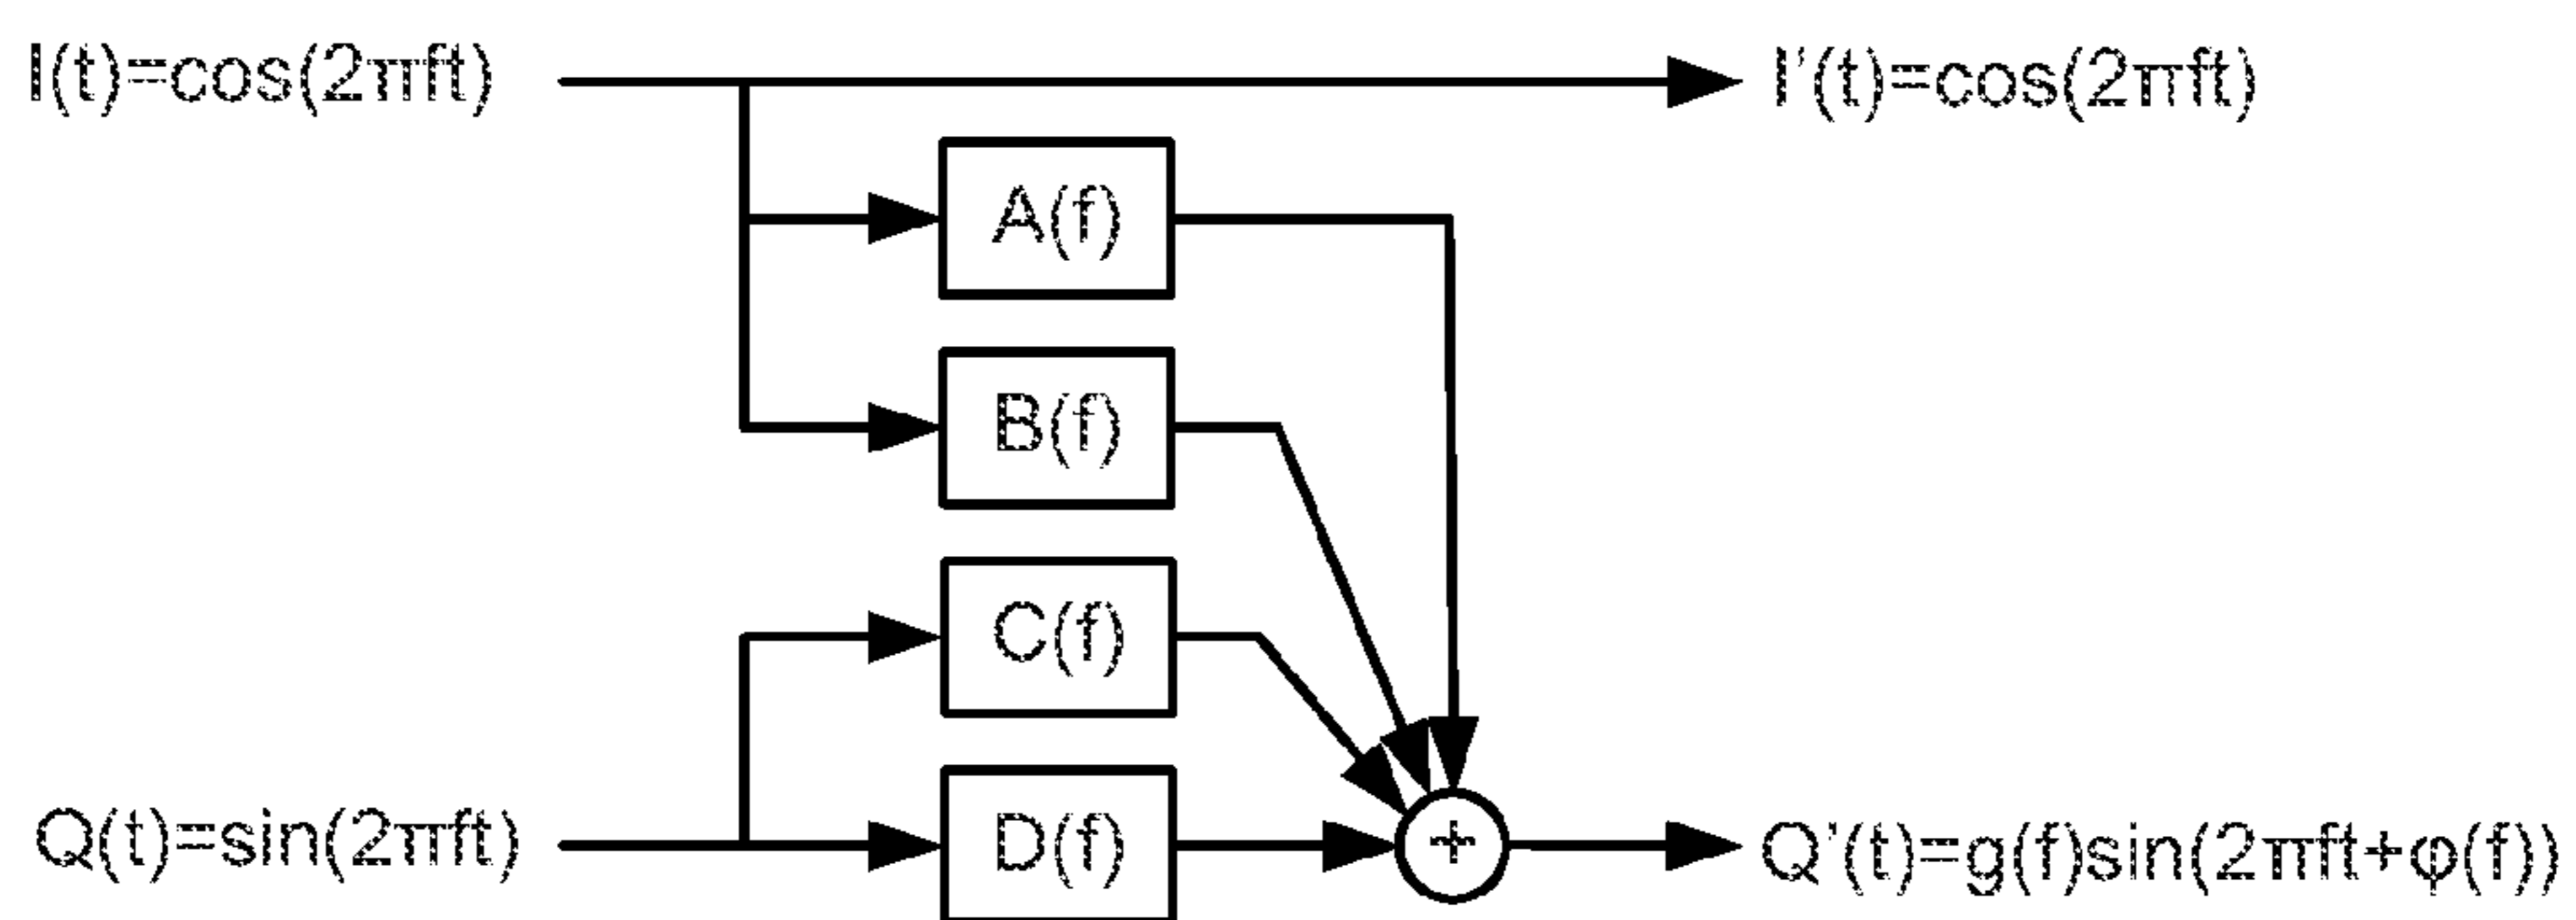 I(t)=cos(2πft)
I'(t)=cos(2πft)
A(f)
B(f)
C(f)
D(f)
+
Q(t)=sin(2πft)
Q'(t)=g(f)sin(2πft+φ(f))